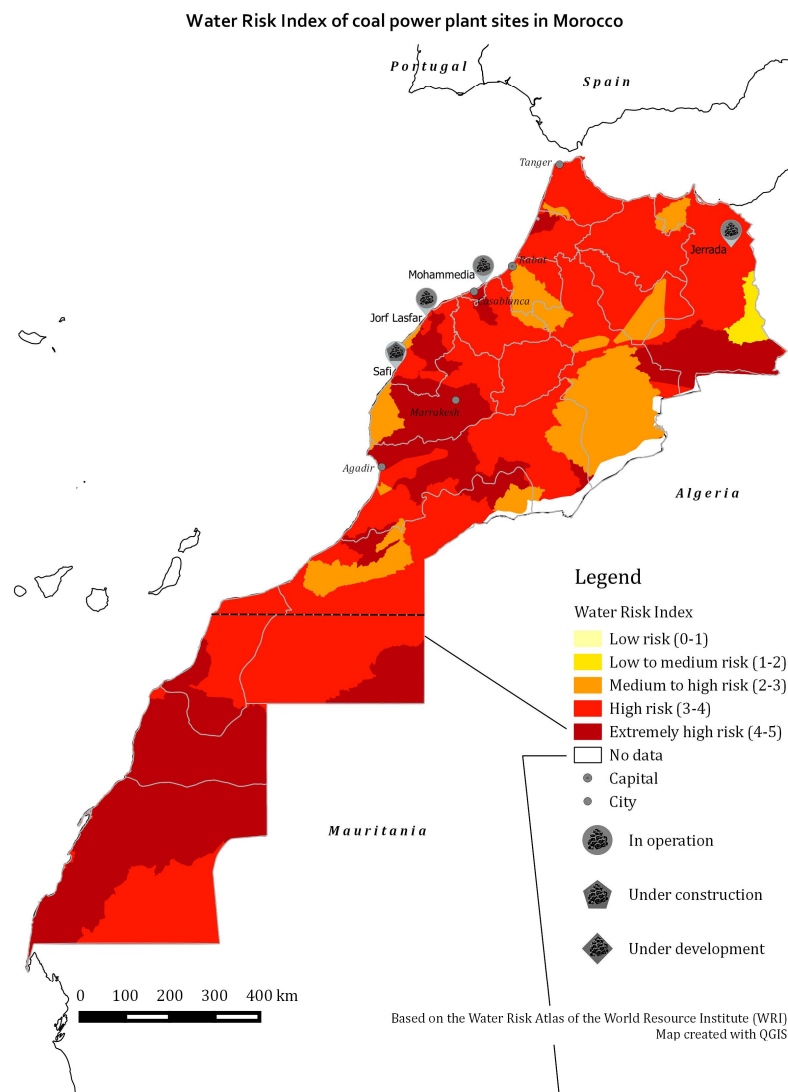 Water Risk Index of coal power plant sites in Morocco
Portugal
Spain
Tanger
Jerrada
Rabat
Mohammedia
Casablanca
Jorf Lasfar
Safi
Marrakesh
Agadir
Algeria
Legend
Water Risk Index
Low risk (0-1)
Low to medium risk (1-2)
Medium to high risk (2-3)
High risk (3-4)
Extremely high risk (4-5)
No data
Capital
City
Mauritania
In operation
Under construction
Under development
0 100 200 300 400 km
Based on the Water Risk Atlas of the World Resource Institute (WRI)
Map created with QGIS